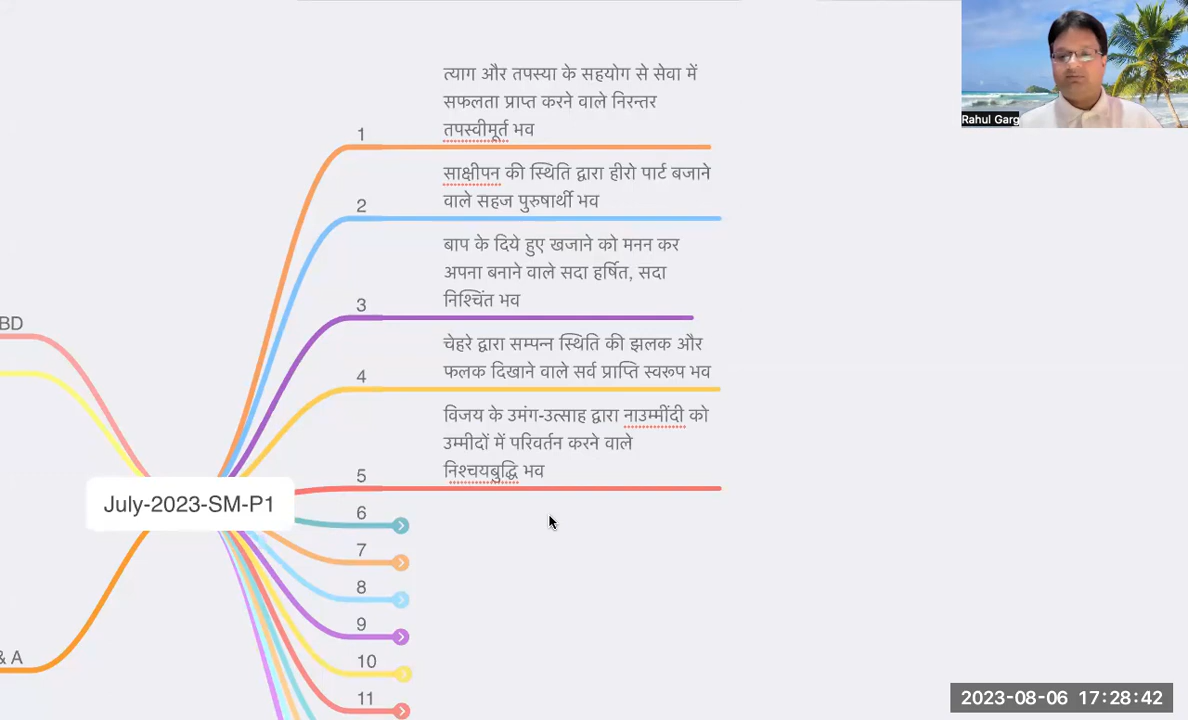 त्याग और तपस्या के सहयोग से सेवा में
सफलता प्राप्त करने वाले निरन्तर
तपस्वीमूर्त भव
1
साक्षीपन की स्थिति द्वारा हीरो पार्ट बजाने
वाले सहज पुरुषार्थी भव
2
बाप के दिये हुए खजाने को मनन कर
अपना बनाने वाले सदा हर्षित, सदा
निश्चिंत भव
3
चेहरे द्वारा सम्पन्न स्थिति की झलक और
फलक दिखाने वाले सर्व प्राप्ति स्वरूप भव
4
विजय के उमंग-उत्साह द्वारा नाउम्मींदी को
उम्मीदों में परिवर्तन करने वाले
निश्चयबुद्धि भव
5
6
7
8
9
10
11
BD
July-2023-SM-P1
& A
Rahul Garg
2023-08-06 17:28:42